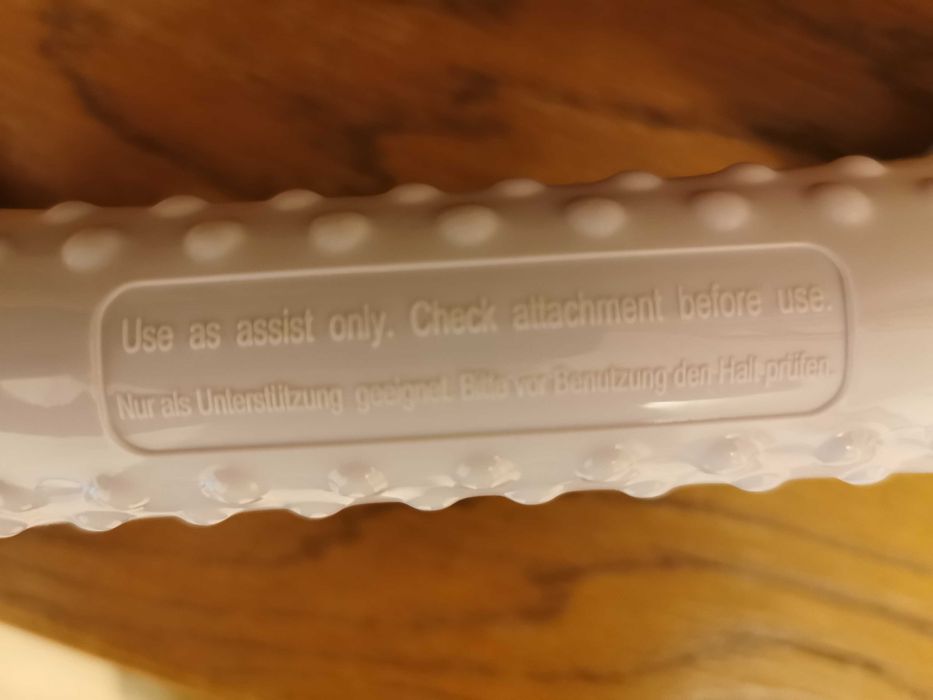 Use as assist only. Check attachment before use.
Nur als Unterstützung geeignet. Bitte vor Benutzung den Halt prüfen.